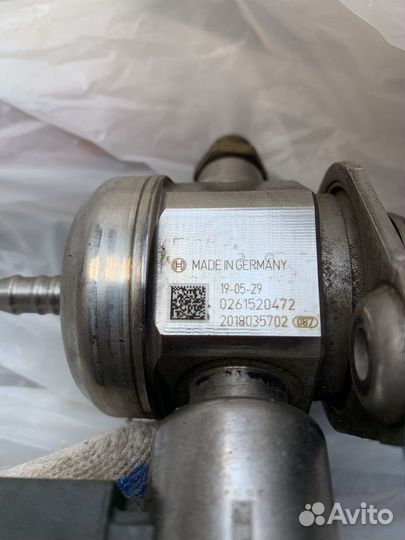 MADE IN GERMANY
19-05-29
0261520472
2018035702 087
Avito